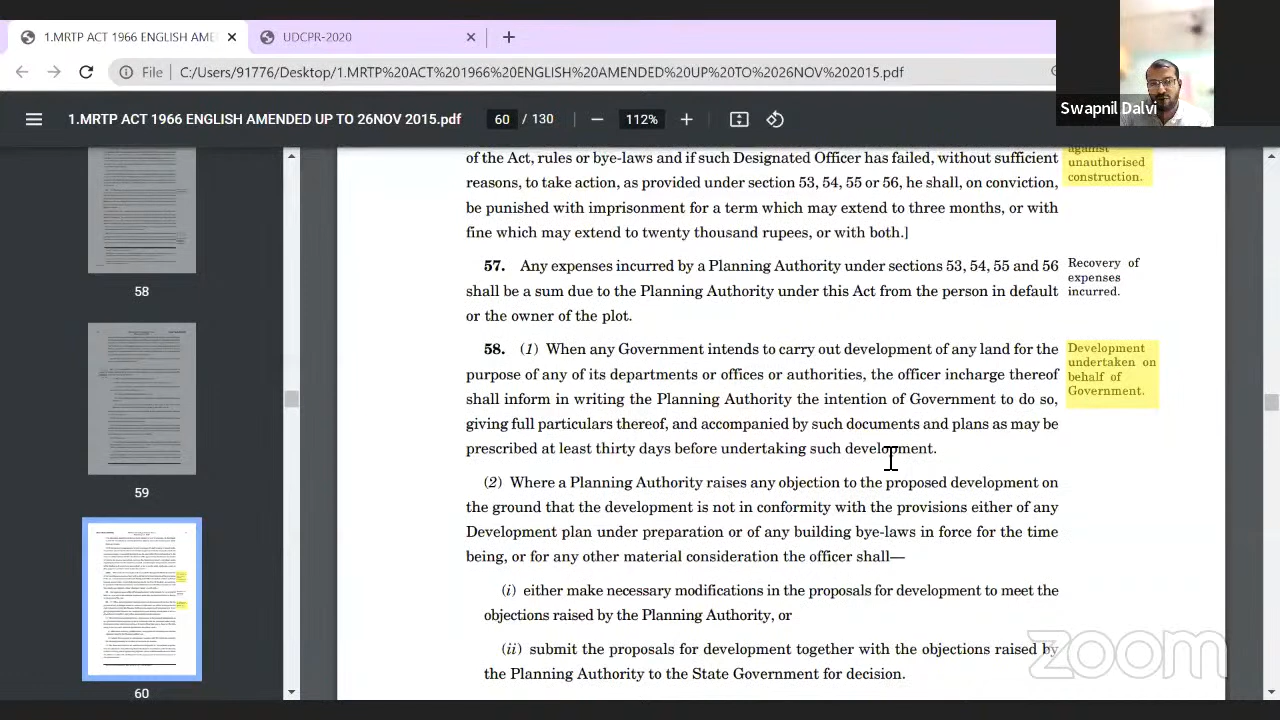 1.MRTP ACT 1966 ENGLISH AME
UDCPR-2020
File
C:/Users/91776/Desktop/1.MRTP%20ACT%201966%20ENGLISH%20AMENDED%20UP%20TO%2026NOV%202015.pdf
Swapnil Dalvi
1.MRTP ACT 1966 ENGLISH AMENDED UP TO 26NOV 2015.pdf
60 / 130
112%
of the Act, rules or bye-laws and if such Designated Officer has failed, without sufficient
reasons, to take action, as provided under section 53, 54, 55 or 56, he shall, on conviction,
be punished with imprisonment for a term which may extend to three months, or with
fine which may extend to twenty thousand rupees, or with both.]
against
unauthorised
construction.
57. Any expenses incurred by a Planning Authority under sections 53, 54, 55 and 56
shall be a sum due to the Planning Authority under this Act from the person in default
or the owner of the plot.
Recovery of
expenses
incurred.
58. (1) When any Government intends to carry out development of any land for the
purpose of any of its departments or offices or authorities, the officer incharge thereof
shall inform in writing the Planning Authority the intention of Government to do so,
giving full particulars thereof, and accompanied by such documents and plans as may be
prescribed at least thirty days before undertaking such development.
Development
undertaken on
behalf of
Government.
(2) Where a Planning Authority raises any objection to the proposed development on
the ground that the development is not in conformity with the provisions either of any
Development plan under preparation, or of any building bye-laws in force for the time
being, or for any other material consideration the officer shall—
(i) either make necessary modifications in the proposals for development to meet the
objections raised by the Planning Authority, or
(ii) submit the proposals for development together with the objections raised by
the Planning Authority to the State Government for decision.
58
59
60
zoom